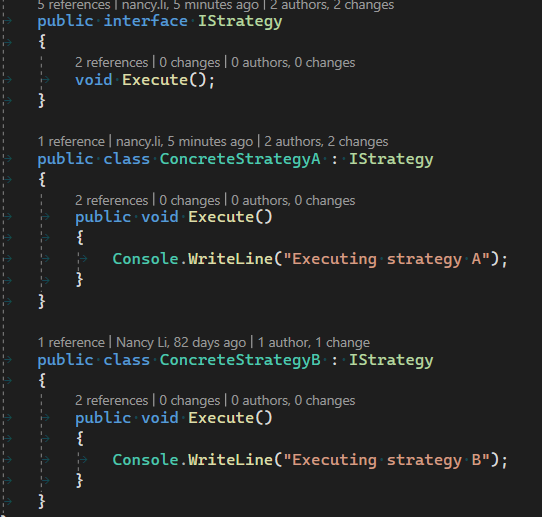 5 references | nancy.li, 5 minutes ago | 2 authors, 2 changes
public interface IStrategy
{
2 references | 0 changes | 0 authors, 0 changes
void Execute();
}
1 reference | nancy.li, 5 minutes ago | 2 authors, 2 changes
public class ConcreteStrategyA : IStrategy
{
2 references | 0 changes | 0 authors, 0 changes
public void Execute()
{
Console.WriteLine("Executing strategy A");
}
}
1 reference | Nancy Li, 82 days ago | 1 author, 1 change
public class ConcreteStrategyB : IStrategy
{
2 references | 0 changes | 0 authors, 0 changes
public void Execute()
{
Console.WriteLine("Executing strategy B");
}
}